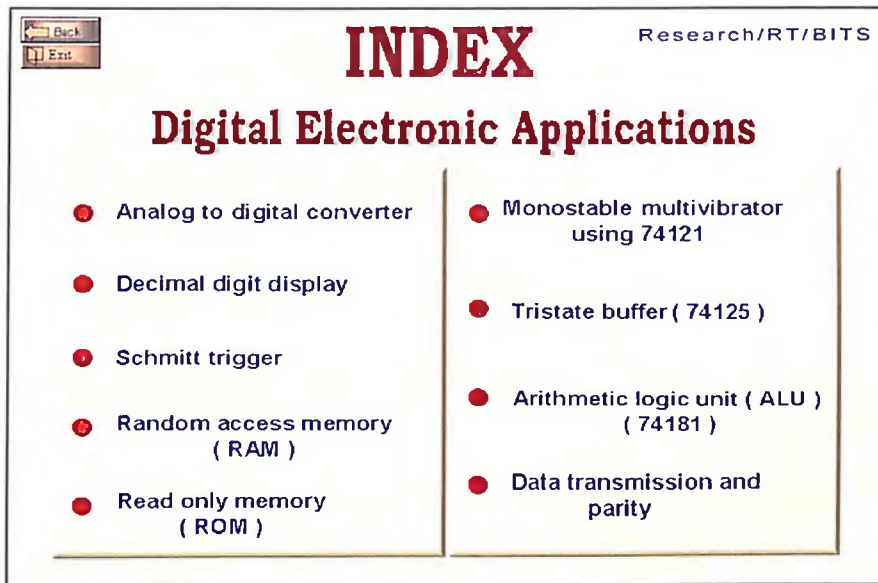 Back
Exit
INDEX
Research/RT/BITS
Digital Electronic Applications
Analog to digital converter
Decimal digit display
Schmitt trigger
Random access memory
( RAM )
Read only memory
( ROM )
Monostable multivibrator
using 74121
Tristate buffer ( 74125 )
Arithmetic logic unit ( ALU )
( 74181 )
Data transmission and
parity